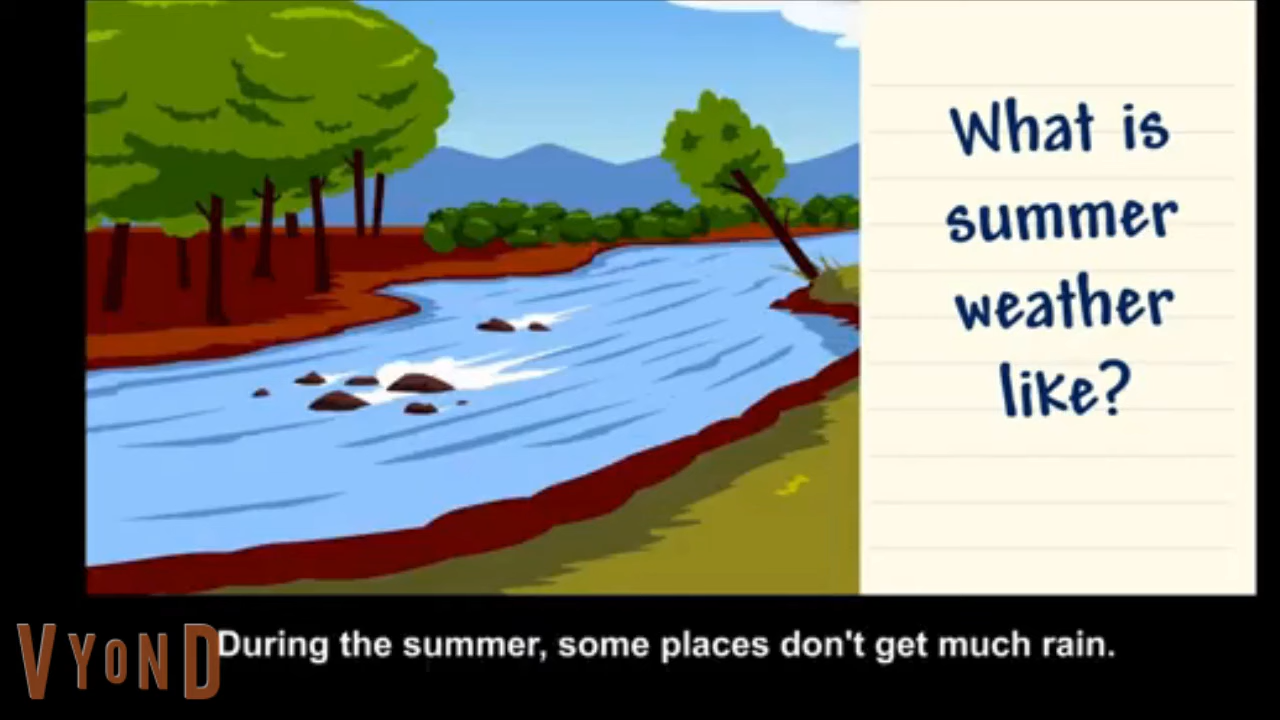 What is
summer
weather
like?
VYOND
During the summer, some places don't get much rain.